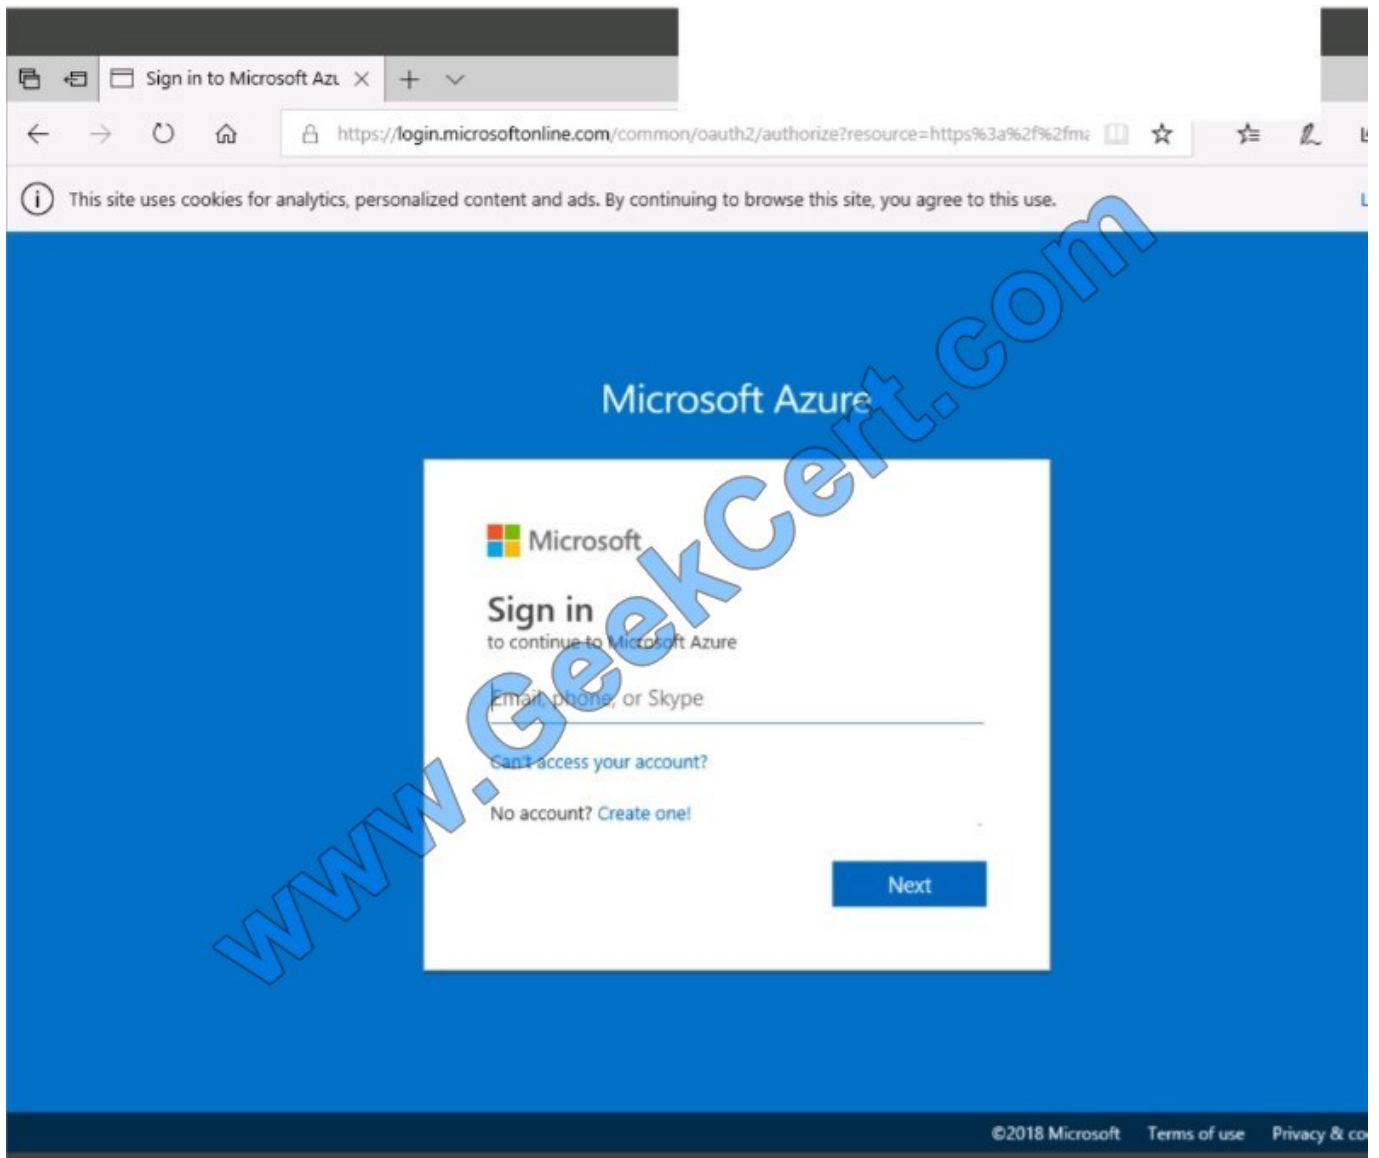 Sign in to Microsoft Azu
https://login.microsoftonline.com/common/oauth2/authorize?resource=https%3a%2f%2fma
This site uses cookies for analytics, personalized content and ads. By continuing to browse this site, you agree to this use.
Microsoft Azure
Microsoft
Sign in
to continue to Microsoft Azure
Email, phone, or Skype
Can't access your account?
No account? Create one!
Next
www.GeekCert.com
©2018 Microsoft Terms of use Privacy & co